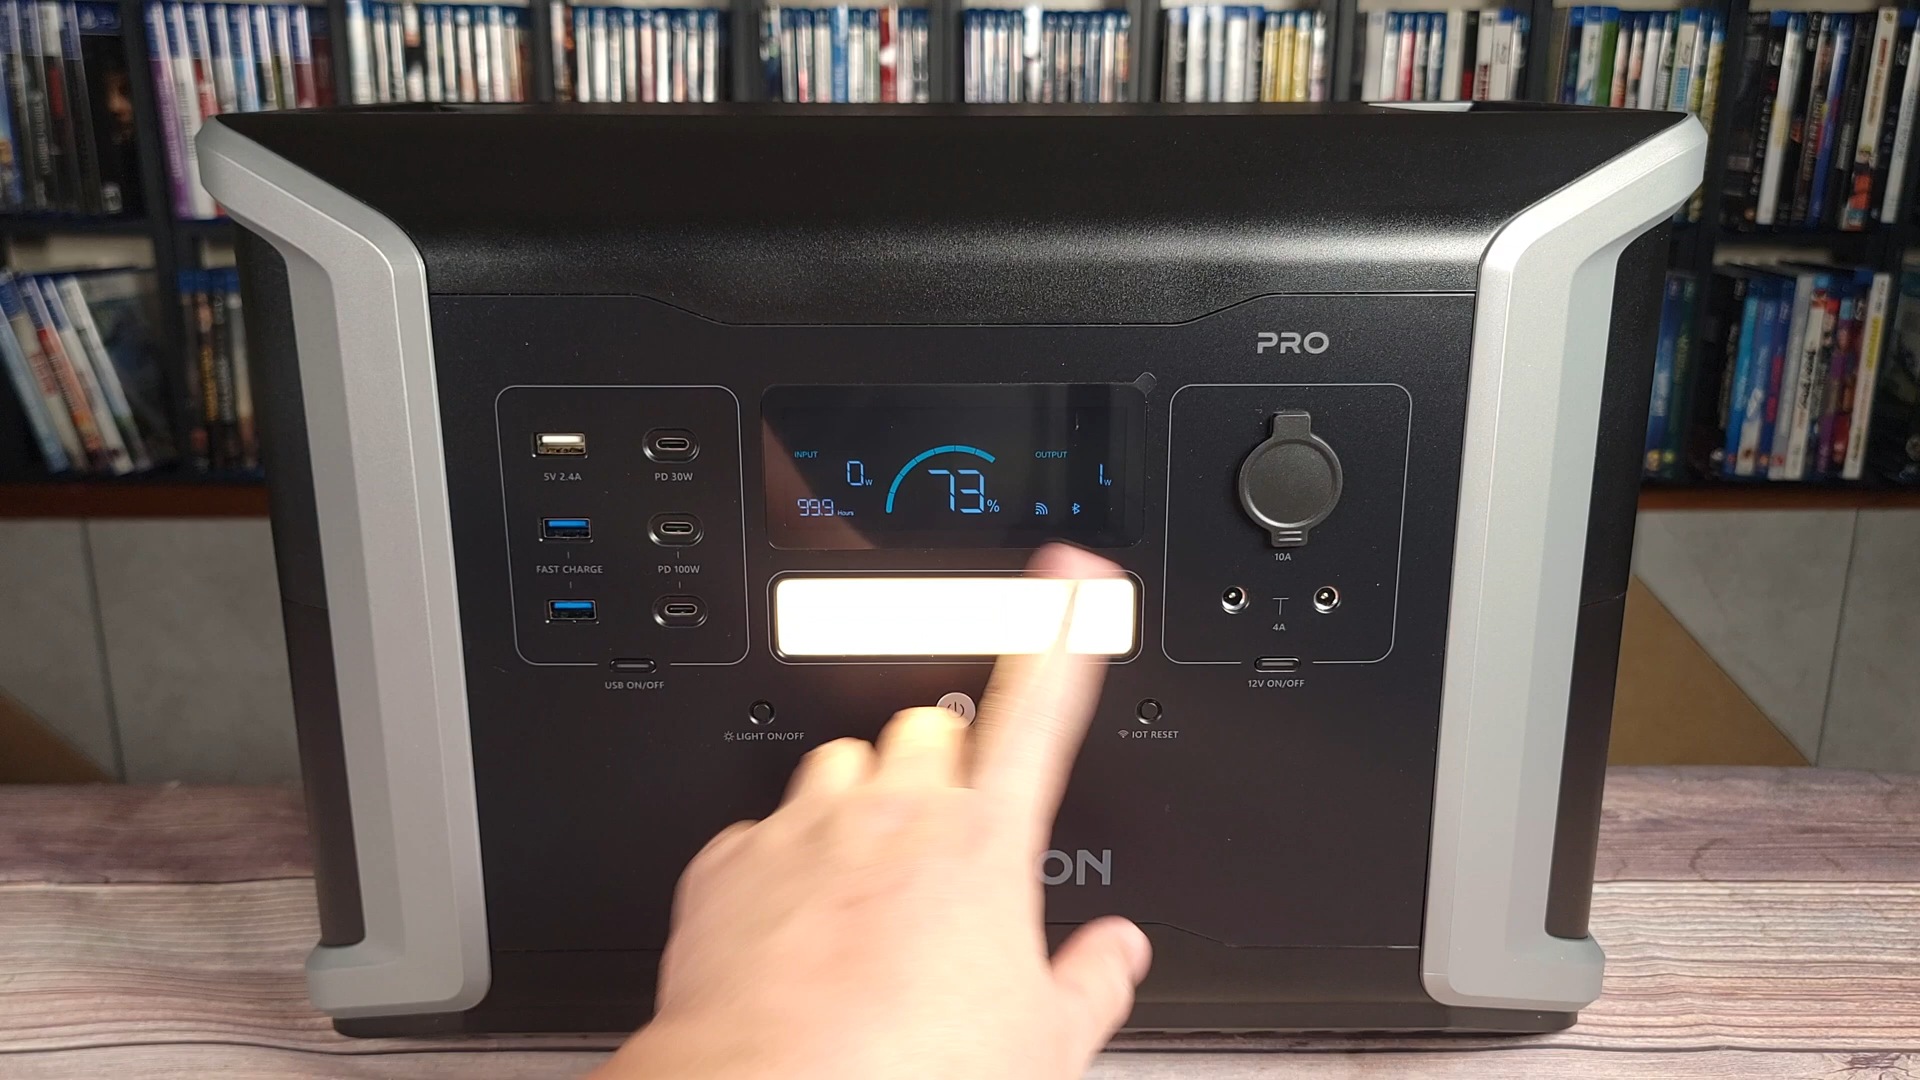 PRO
5V 2.4A
PD 30W
FAST CHARGE
PD 100W
USB ON/OFF
INPUT
0W
99.9 Hours
73%
OUTPUT
1W
10A
4A
12V ON/OFF
LIGHT ON/OFF
IOT RESET
ON